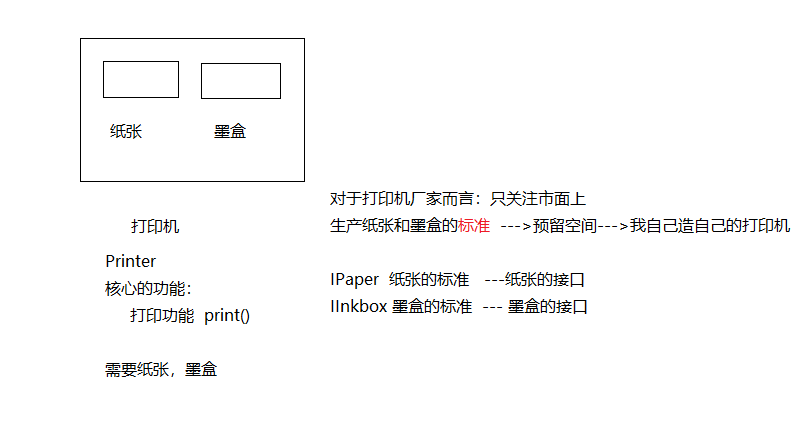 纸张
墨盒
打印机
Printer
核心的功能：
打印功能 print()
需要纸张，墨盒
对于打印机厂家而言：只关注市面上
生产纸张和墨盒的标准 --->预留空间--->我自己造自己的打印机
IPaper 纸张的标准 ---纸张的接口
IInkbox 墨盒的标准 --- 墨盒的接口